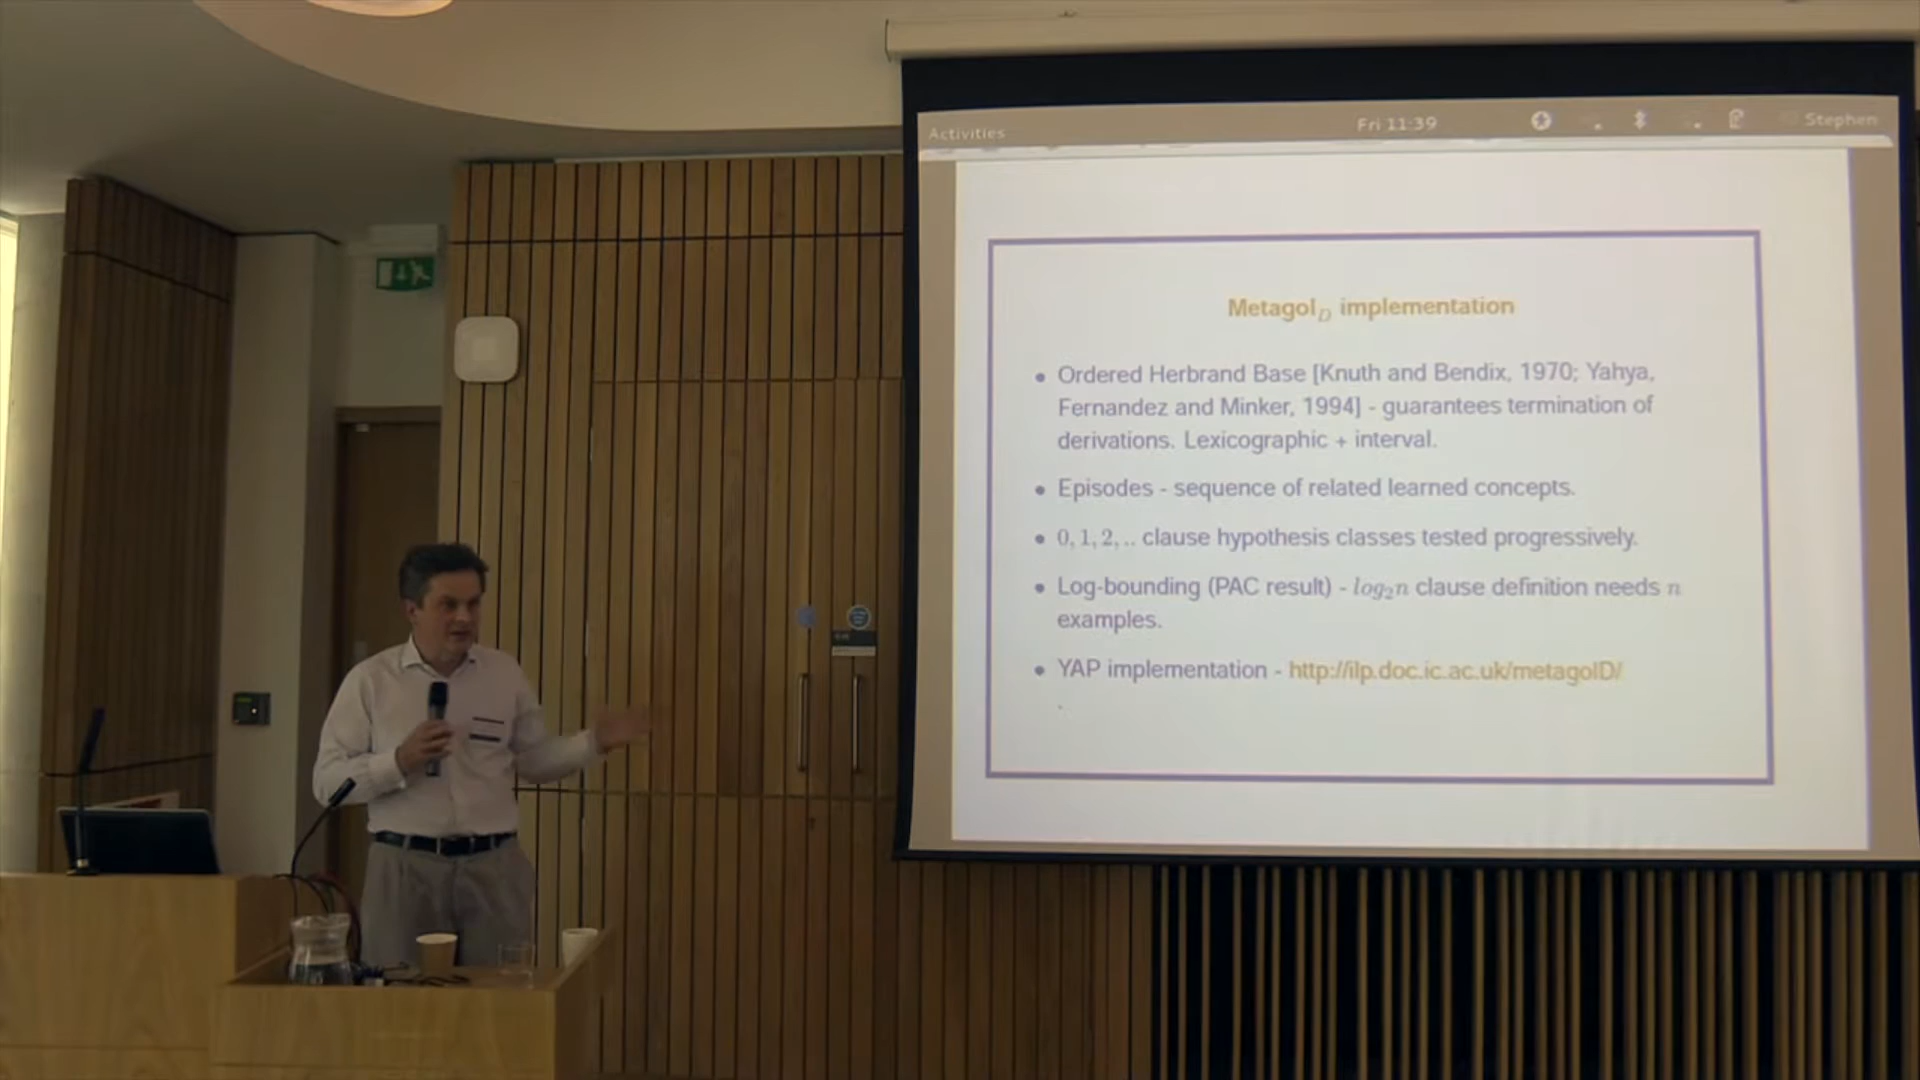 Activities Fri 11:39 Stephen
Metagol_D implementation
• Ordered Herbrand Base [Knuth and Bendix, 1970; Yahya,
Fernandez and Minker, 1994] - guarantees termination of
derivations. Lexicographic + interval.
• Episodes - sequence of related learned concepts.
• 0, 1, 2, .. clause hypothesis classes tested progressively.
• Log-bounding (PAC result) - log₂n clause definition needs n
examples.
• YAP implementation - http://ilp.doc.ic.ac.uk/metagolD/
.